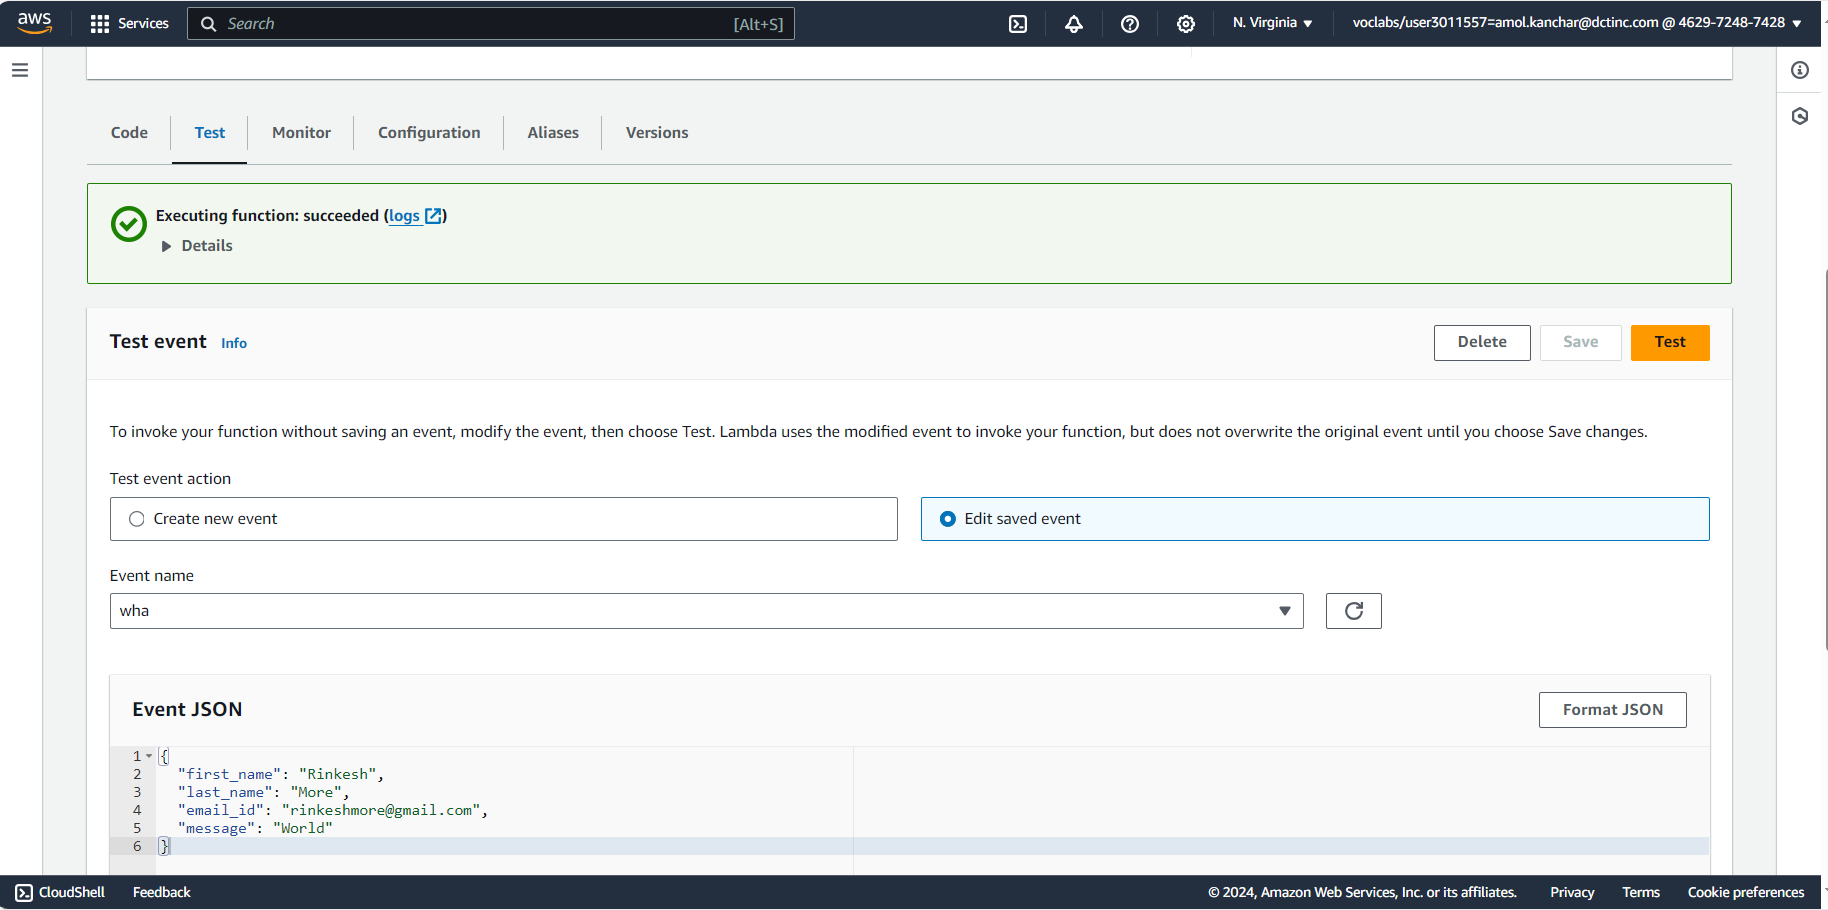 aws Services Search [Alt+S] N. Virginia voclabs/user3011557=amol.kanchar@dctinc.com @ 4629-7248-7428
Code Test Monitor Configuration Aliases Versions
Executing function: succeeded (logs)
Details
Test event Info Delete Save Test
To invoke your function without saving an event, modify the event, then choose Test. Lambda uses the modified event to invoke your function, but does not overwrite the original event until you choose Save changes.
Test event action
Create new event Edit saved event
Event name
wha
Event JSON Format JSON
1 {
2 "first_name": "Rinkesh",
3 "last_name": "More",
4 "email_id": "rinkeshmore@gmail.com",
5 "message": "World"
6 }
CloudShell Feedback © 2024, Amazon Web Services, Inc. or its affiliates. Privacy Terms Cookie preferences